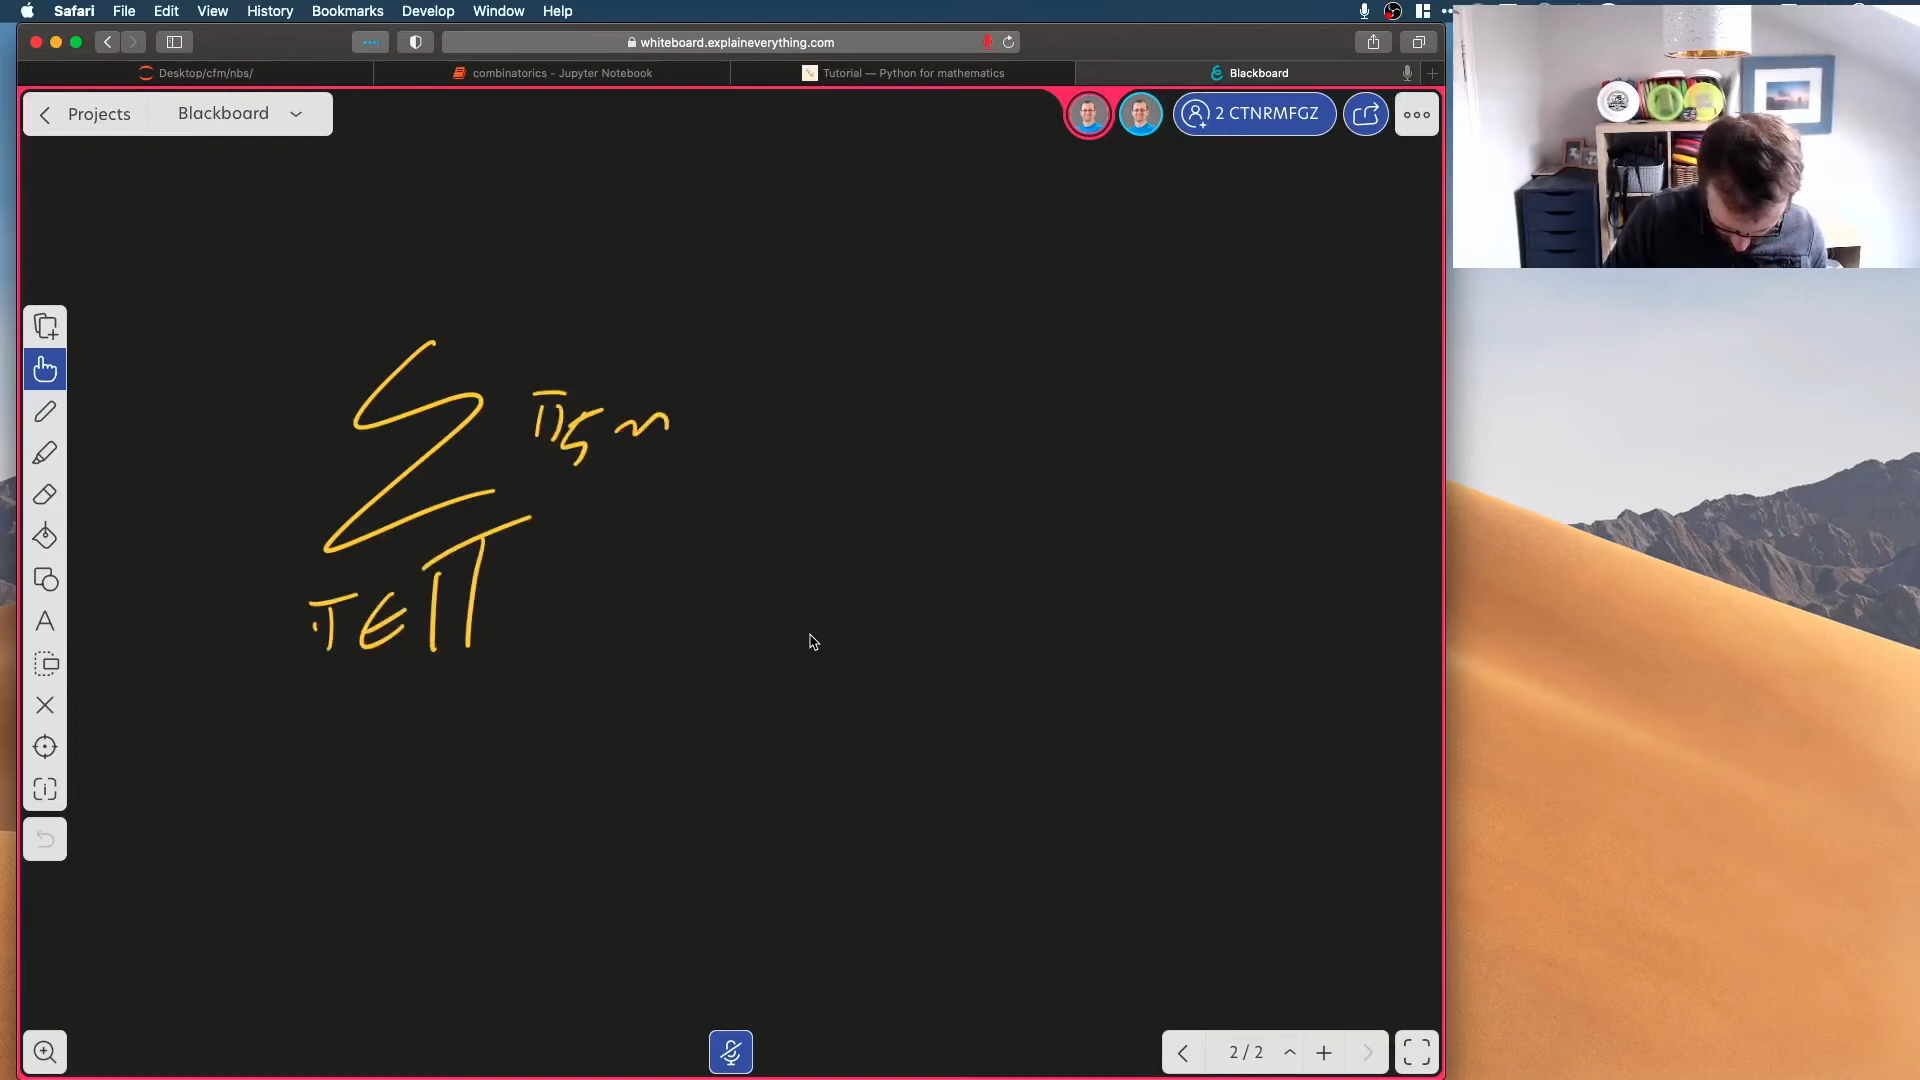 Safari File Edit View History Bookmarks Develop Window Help
whiteboard.explaineverything.com
Desktop/cfm/nbs/ combinatorics - Jupyter Notebook Tutorial — Python for mathematics Blackboard
Projects Blackboard 2 CTNRMFGZ
Σ π₅
π ∈ Π
2 / 2